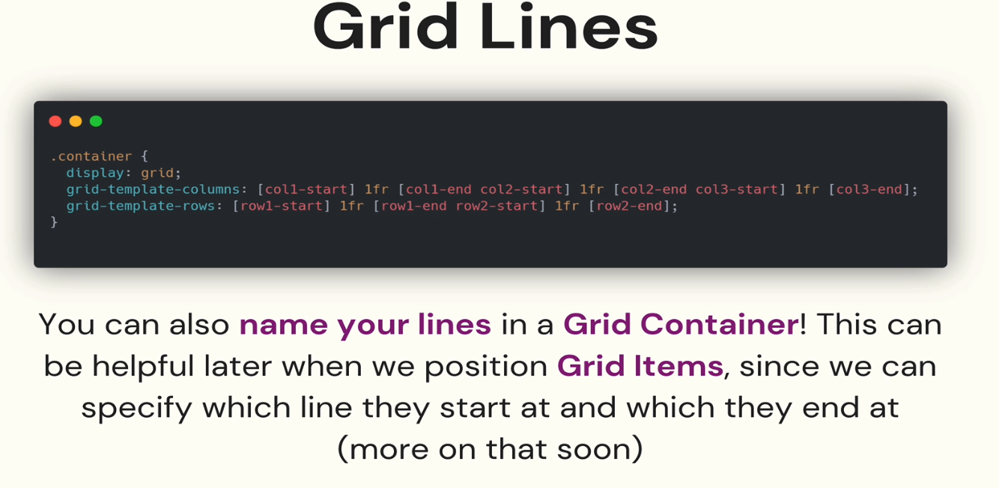 Grid Lines
.container {
  display: grid;
  grid-template-columns: [col1-start] 1fr [col1-end col2-start] 1fr [col2-end col3-start] 1fr [col3-end];
  grid-template-rows: [row1-start] 1fr [row1-end row2-start] 1fr [row2-end];
}
You can also name your lines in a Grid Container! This can
be helpful later when we position Grid Items, since we can
specify which line they start at and which they end at
(more on that soon)